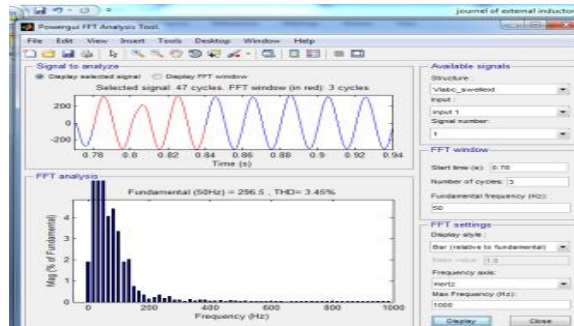 journel of external inductor
Powergui FFT Analysis Tool.
File Edit View Insert Tools Desktop Window Help
Signal to analyze
Display selected signal Display FFT window
Selected signal: 47 cycles. FFT window (in red): 3 cycles
200
0
-200
0.78 0.8 0.82 0.84 0.86 0.88 0.9 0.92 0.94
Time (s)
FFT analysis
Fundamental (50Hz) = 296.5 , THD= 3.45%
Mag (% of Fundamental)
4
3
2
1
0
0 200 400 600 800 1000
Frequency (Hz)
Available signals
Structure :
Vlabc_swellext
Input :
input 1
Signal number:
1
FFT window
Start time (s): 0.78
Number of cycles: 3
Fundamental frequency (Hz):
50
FFT settings
Display style :
Bar (relative to fundamental)
Base value: 1.0
Frequency axis:
Hertz
Max Frequency (Hz):
1000
Display Close